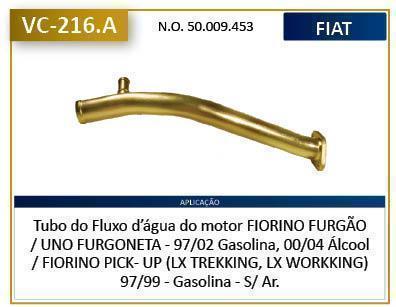 VC-216.A
N.O. 50.009.453
FIAT
APLICAÇÃO
Tubo do Fluxo d'água do motor FIORINO FURGÃO
/ UNO FURGONETA - 97/02 Gasolina, 00/04 Álcool
/ FIORINO PICK- UP (LX TREKKING, LX WORKKING)
97/99 - Gasolina - S/ Ar.